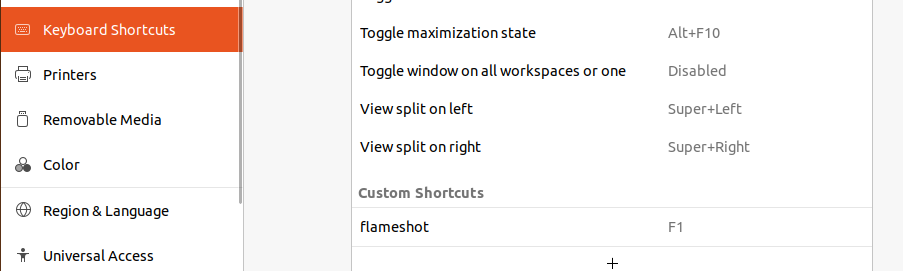 Keyboard Shortcuts
Printers
Removable Media
Color
Region & Language
Universal Access
Toggle maximization state Alt+F10
Toggle window on all workspaces or one Disabled
View split on left Super+Left
View split on right Super+Right
Custom Shortcuts
flameshot F1
+